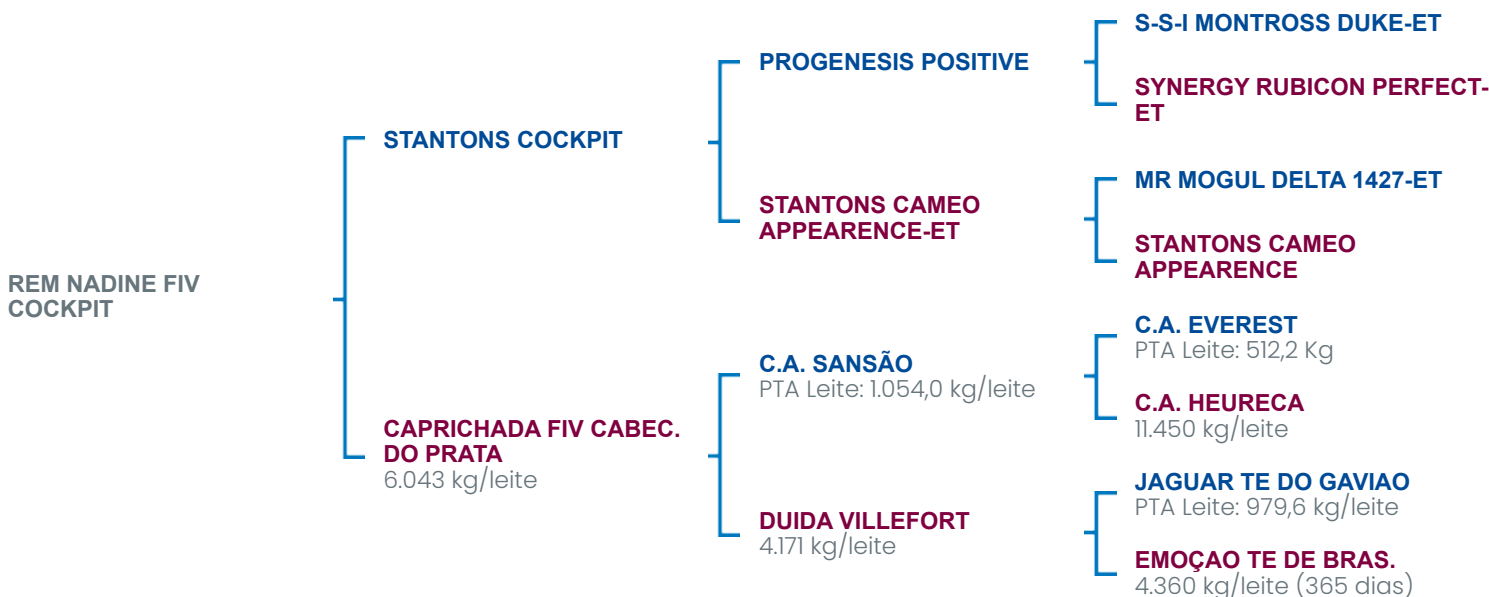 REM NADINE FIV
COCKPIT
STANTONS COCKPIT
CAPRICHADA FIV CABEC.
DO PRATA
6.043 kg/leite
PROGENESIS POSITIVE
STANTONS CAMEO
APPEARENCE-ET
C.A. SANSÃO
PTA Leite: 1.054,0 kg/leite
DUIDA VILLEFORT
4.171 kg/leite
S-S-I MONTROSS DUKE-ET
SYNERGY RUBICON PERFECT-
ET
MR MOGUL DELTA 1427-ET
STANTONS CAMEO
APPEARENCE
C.A. EVEREST
PTA Leite: 512,2 Kg
C.A. HEURECA
11.450 kg/leite
JAGUAR TE DO GAVIAO
PTA Leite: 979,6 kg/leite
EMOÇAO TE DE BRAS.
4.360 kg/leite (365 dias)